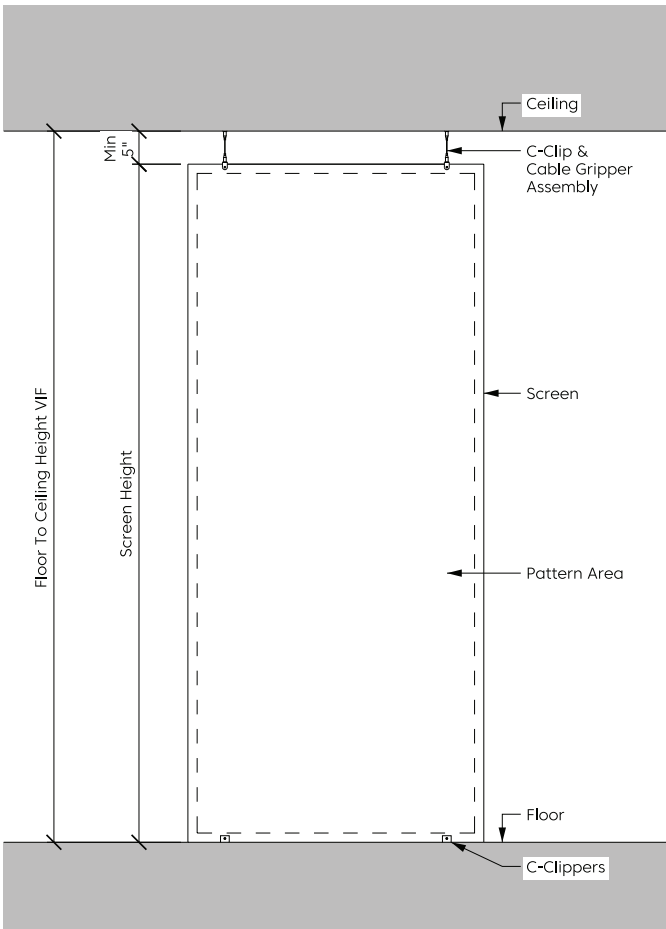 Ceiling
Min
5"
C-Clip &
Cable Gripper
Assembly
Screen
Floor To Ceiling Height VIF
Screen Height
Pattern Area
Floor
C-Clippers